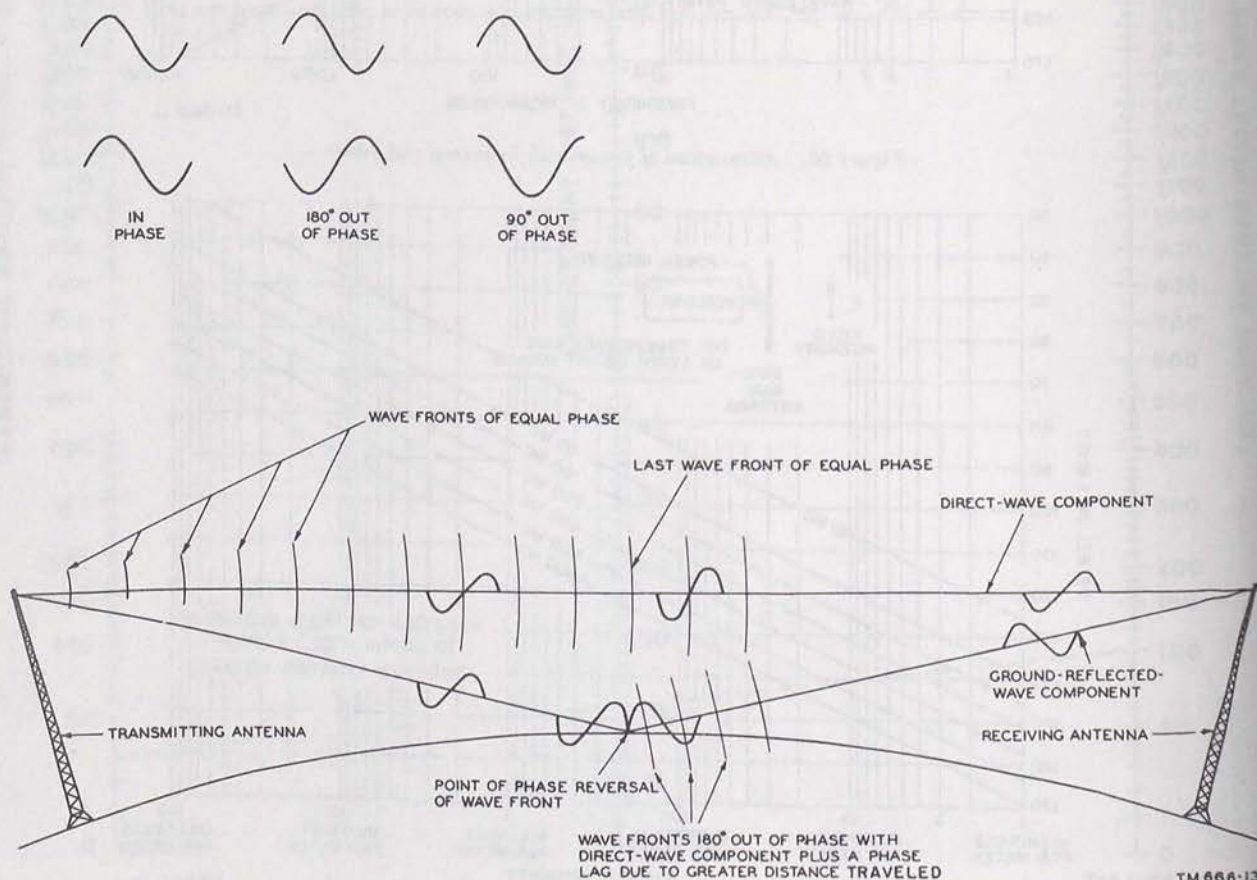 IN
PHASE
180° OUT
OF PHASE
90° OUT
OF PHASE
WAVE FRONTS OF EQUAL PHASE
LAST WAVE FRONT OF EQUAL PHASE
DIRECT-WAVE COMPONENT
GROUND-REFLECTED-
WAVE COMPONENT
TRANSMITTING ANTENNA
RECEIVING ANTENNA
POINT OF PHASE REVERSAL
OF WAVE FRONT
WAVE FRONTS 180° OUT OF PHASE WITH
DIRECT-WAVE COMPONENT PLUS A PHASE
LAG DUE TO GREATER DISTANCE TRAVELED